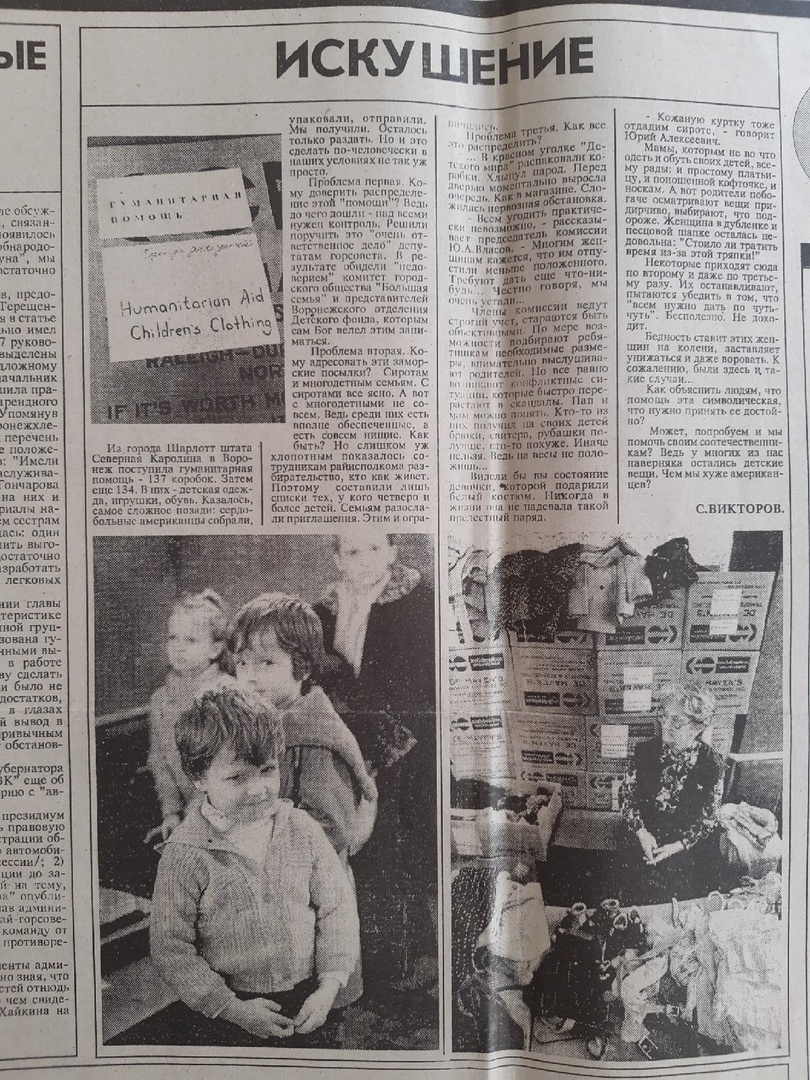 ЫЕ
ИСКУШЕНИЕ
ГУМАНИТАРНАЯ
ПОМОЩЬ
Humanitarian Aid
Children's Clothing
RALEIGH-DU
NOR
IF IT'S WORTH M
Из города Шарлотт штата
Северная Каролина в Воро-
неж поступила гуманитарная
помощь - 137 коробок. Затем
еще 134. В них - детская одеж-
да, игрушки, обувь. Казалось,
самое сложное позади: сердо-
больные американцы собрали,
упаковали, отправили.
Мы получили. Осталось
только раздать. Но и это
сделать по-человечески в
наших условиях не так уж
просто.
Проблема первая. Ко-
му доверить распределе-
ние этой "помощи"? Ведь
до чего дошли - над всеми
нужен контроль. Решили
поручить это "очень от-
ветственное дело" депу-
татам горсовета. В ре-
зультате обидели "недо-
верием" комитет город-
ского общества "Большая
семья" и представителей
Воронежского отделения
Детского фонда, которым
сам Бог велел этим зани-
маться.
Проблема вторая. Ко-
му адресовать эти замор-
ские посылки? Сиротам
и многодетным семьям. С
сиротами все ясно. А вот
с многодетными не со-
всем. Ведь среди них есть
вполне обеспеченные, а
есть совсем нищие. Как
быть? Но слишком уж
хлопотным показалось со-
трудникам райисполкома раз-
бирательство, кто как живет.
Поэтому составили лишь
списки тех, у кого четверо и
более детей. Семьям разосла-
ли приглашения. Этим и огра-
ничились.
Проблема третья. Как все
это распределить?
... В красном уголке "Де-
тского мира" распаковали ко-
робки. Хлынул народ. Перед
дверью моментально выросла
очередь. Как в магазине. Сло-
жилась нервозная обстановка.
- Всем угодить практиче-
ски невозможно, - рассказы-
вает председатель комиссии
Ю.А.Власов. - Многим жен-
щинам кажется, что им отпу-
стили меньше положенного.
Требуют дать еще что-ни-
будь... Честно говоря, мы
очень устали...
Члены комиссии ведут
строгий учет, стараются быть
объективными. По мере воз-
можности подбирают ребя-
тишкам необходимые разме-
ры, внимательно выслушива-
ют родителей. Но все равно
возникают конфликтные си-
туации, которые быстро пере-
растают в скандалы. Пап и
мам можно понять. Кто-то из
них получил на своих детей
брюки, свитера, рубашки по-
лучше, кто-то похуже. Иначе
нельзя. Ведь на весы не поло-
жишь...
Видели бы вы состояние
девочки, которой подарили
белый костюм. Никогда в
жизни она не надевала такой
прелестный наряд.
- Кожаную куртку тоже
отдадим сироте, - говорит
Юрий Алексеевич.
Мамы, которым не во что
одеть и обуть своих детей, все-
му рады: и простому платьи-
цу, и поношенной кофточке, и
носкам. А вот родители побо-
гаче осматривают вещи при-
дирчиво, выбирают, что под-
ороже. Женщина в дубленке и
песцовой шапке осталась не-
довольна: "Стоило ли тратить
время из-за этой тряпки!"
Некоторые приходят сюда
по второму и даже по третье-
му разу. Их останавливают,
пытаются убедить в том, что
"всем нужно дать по чуть-
чуть". Бесполезно. Не дохо-
дит.
Бедность ставит этих жен-
щин на колени, заставляет
унижаться и даже воровать. К
сожалению, были здесь и та-
кие случаи...
Как объяснить людям, что
помощь эта символическая,
что нужно принять ее достой-
но?
Может, попробуем и мы
помочь своим соотечественни-
кам? Ведь у многих из нас
наверняка остались детские
вещи. Чем мы хуже американ-
цев?
С.ВИКТОРОВ.